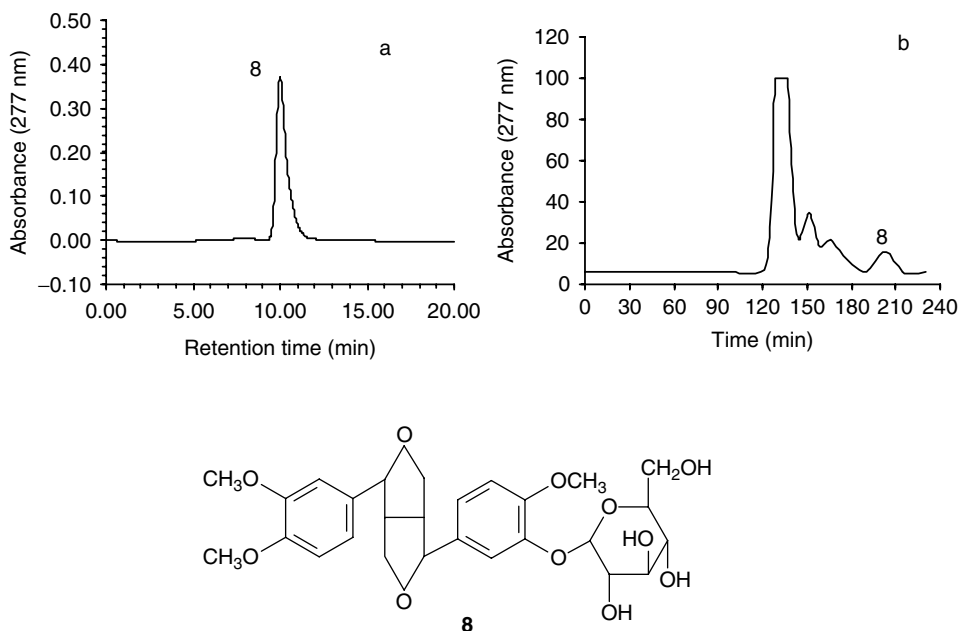 0.50
0.40
0.30
0.20
0.10
0.00
−0.10
Absorbance (277 nm)
8
a
0.00 5.00 10.00 15.00 20.00
Retention time (min)
120
100
80
60
40
20
0
Absorbance (277 nm)
b
8
0 30 60 90 120 150 180 210 240
Time (min)
O
CH₃O
CH₃O
OCH₃
CH₂OH
O
HO
O
OH
OH
O
8